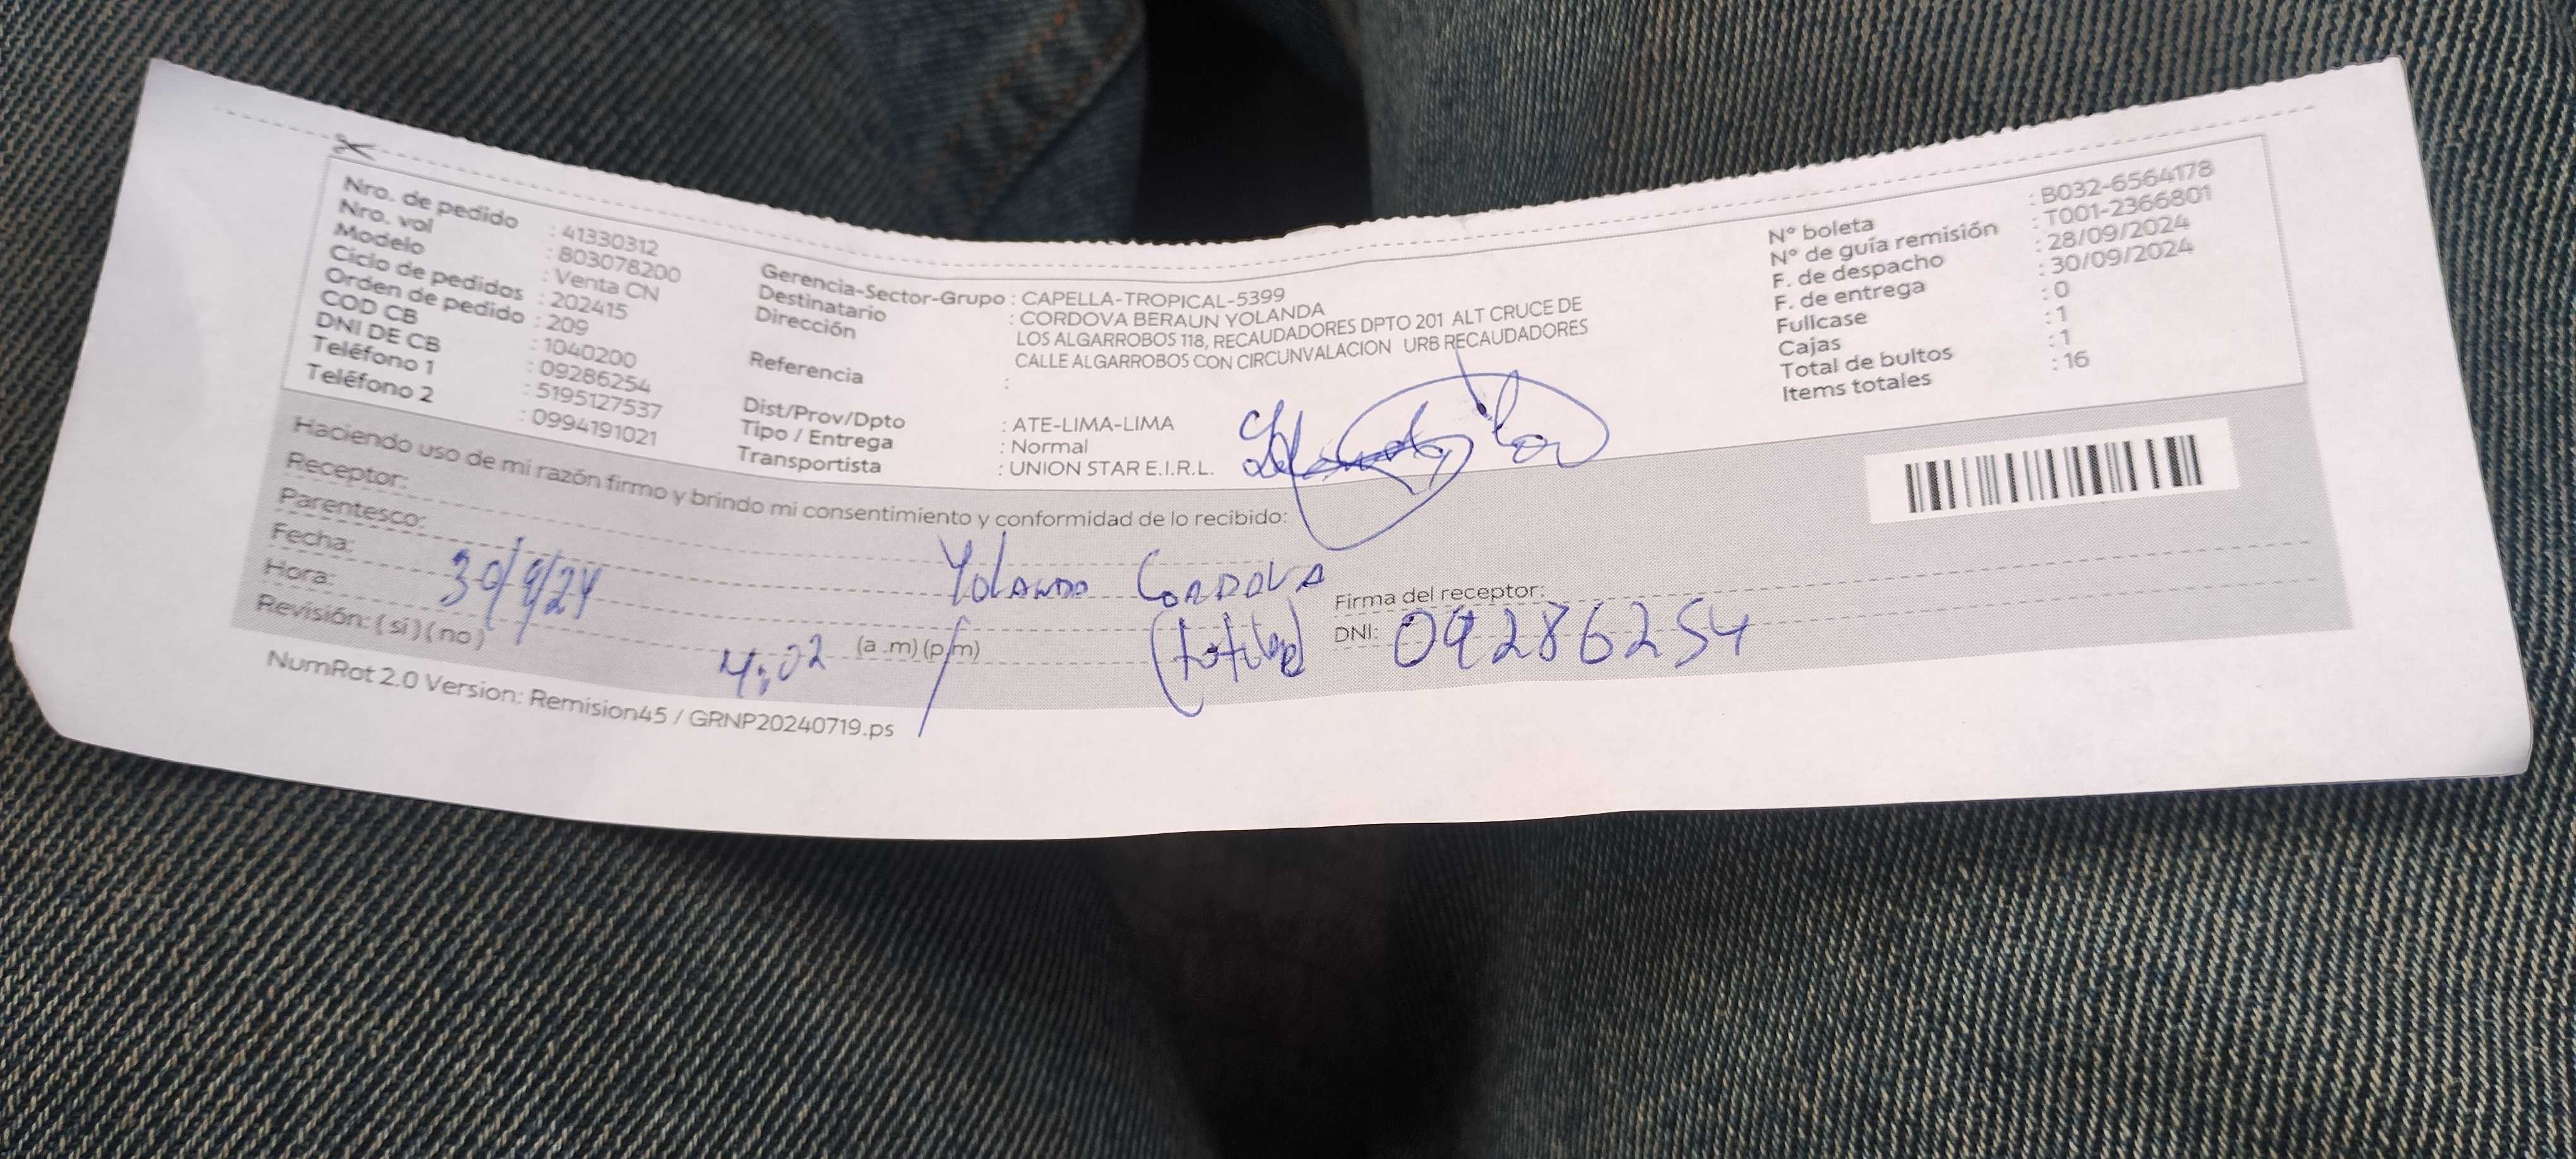 Nro. de pedido : 41330312
Nro. vol : 803078200
Modelo : Venta CN
Ciclo de pedidos : 202415
Orden de pedido : 209
COD CB : 1040200
DNI DE CB : 09286254
Teléfono 1 : 5195127537
Teléfono 2 : 0994191021
Gerencia-Sector-Grupo : CAPELLA-TROPICAL-5399
Destinatario : CORDOVA BERAUN YOLANDA
Dirección LOS ALGARROBOS 118, RECAUDADORES DPTO 201 ALT CRUCE DE
CALLE ALGARROBOS CON CIRCUNVALACION URB RECAUDADORES
Referencia :
Dist/Prov/Dpto : ATE-LIMA-LIMA
Tipo / Entrega : Normal
Transportista : UNION STAR E.I.R.L.
N° boleta : B032-6564178
N° de guía remisión : T001-2366801
F. de despacho : 28/09/2024
F. de entrega : 30/09/2024
Fullcase : 0
Cajas : 1
Total de bultos : 1
Items totales : 16
Haciendo uso de mi razón firmo y brindo mi consentimiento y conformidad de lo recibido:
Receptor: Yolanda CORDOVA
Parentesco:
Fecha: 30/9/24
Hora: 4:02 (a .m) (p.m)
Revisión: ( si ) ( no )
Firma del receptor:
DNI: 09286254
NumRot 2.0 Version: Remision45 / GRNP20240719.ps